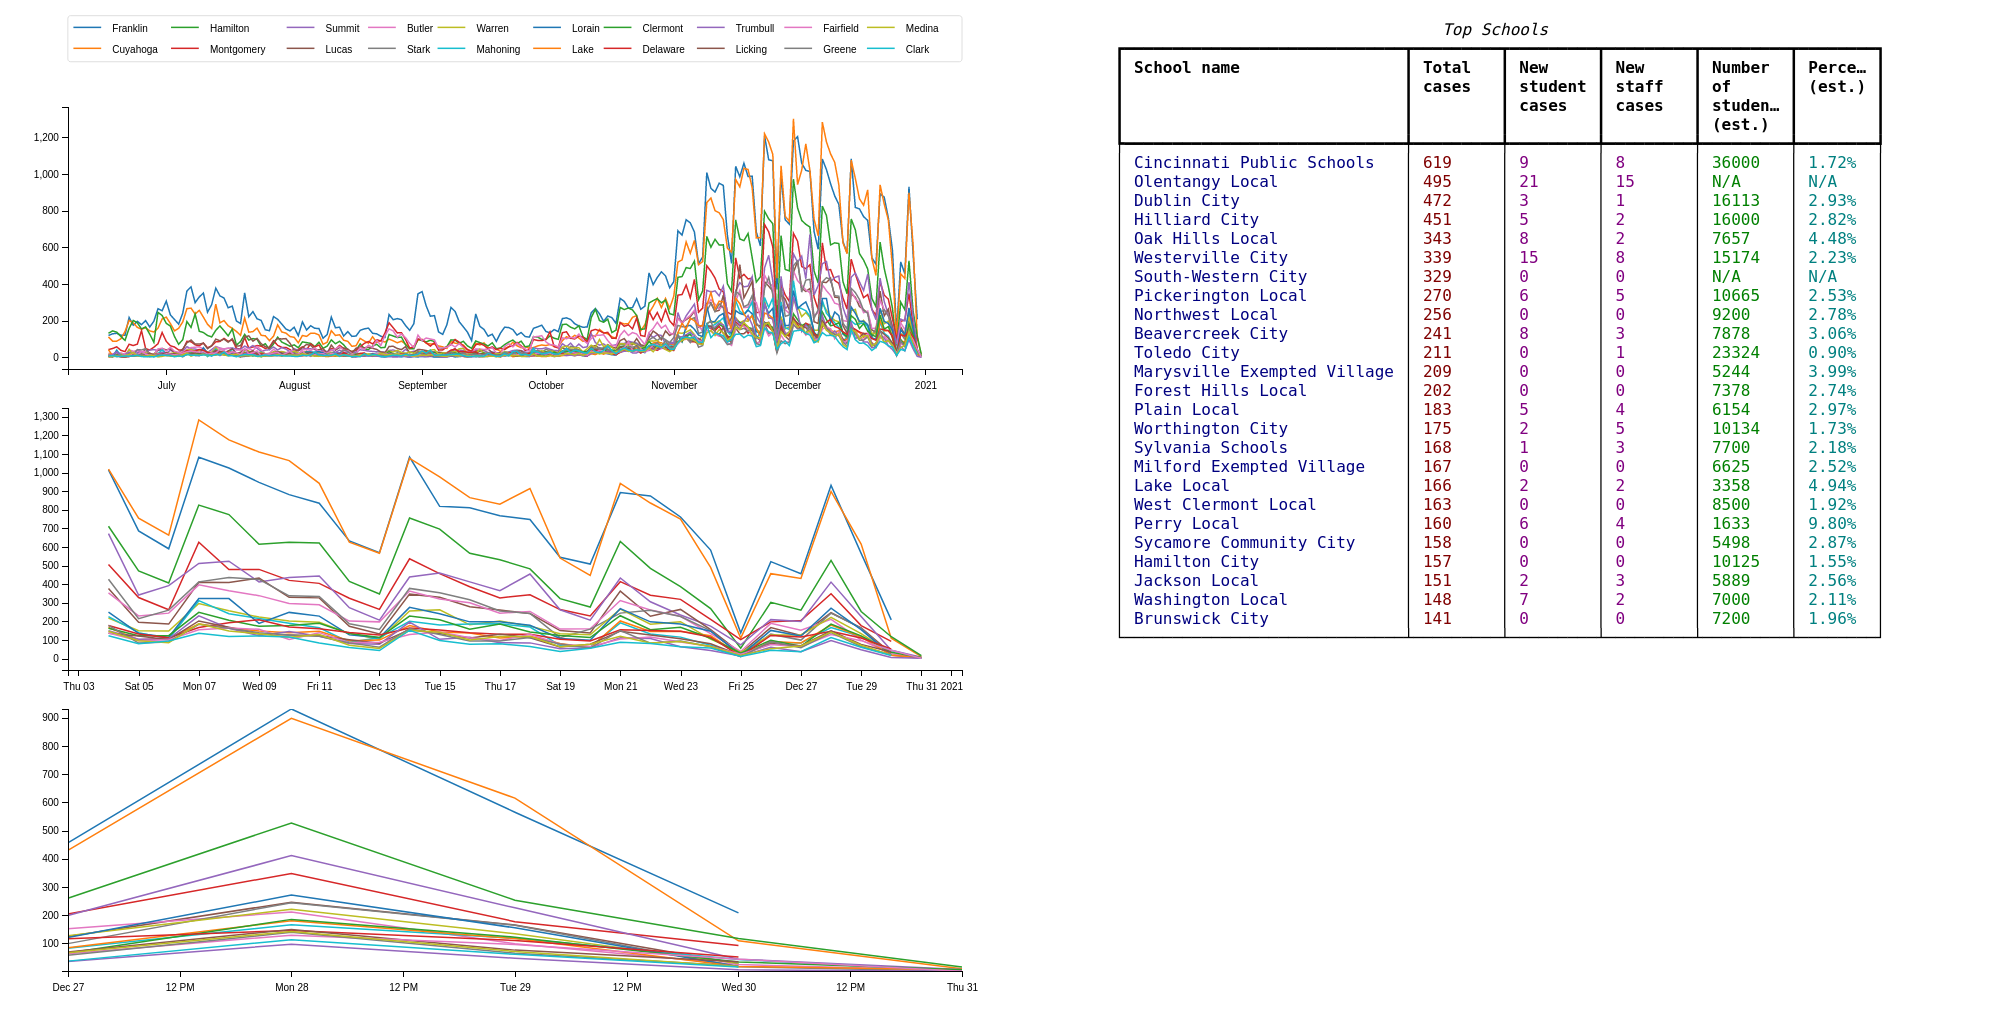 Franklin Hamilton Summit Butler Warren Lorain Clermont Trumbull Fairfield Medina
Cuyahoga Montgomery Lucas Stark Mahoning Lake Delaware Licking Greene Clark
1,200
1,000
800
600
400
200
0
July August September October November December 2021
1,300
1,200
1,100
1,000
900
800
700
600
500
400
300
200
100
0
Thu 03 Sat 05 Mon 07 Wed 09 Fri 11 Dec 13 Tue 15 Thu 17 Sat 19 Mon 21 Wed 23 Fri 25 Dec 27 Tue 29 Thu 31 2021
900
800
700
600
500
400
300
200
100
Dec 27 12 PM Mon 28 12 PM Tue 29 12 PM Wed 30 12 PM Thu 31
Top Schools
School name Total New New Number Perce…
cases student staff of (est.)
cases cases studen…
(est.)
Cincinnati Public Schools 619 9 8 36000 1.72%
Olentangy Local 495 21 15 N/A N/A
Dublin City 472 3 1 16113 2.93%
Hilliard City 451 5 2 16000 2.82%
Oak Hills Local 343 8 2 7657 4.48%
Westerville City 339 15 8 15174 2.23%
South-Western City 329 0 0 N/A N/A
Pickerington Local 270 6 5 10665 2.53%
Northwest Local 256 0 0 9200 2.78%
Beavercreek City 241 8 3 7878 3.06%
Toledo City 211 0 1 23324 0.90%
Marysville Exempted Village 209 0 0 5244 3.99%
Forest Hills Local 202 0 0 7378 2.74%
Plain Local 183 5 4 6154 2.97%
Worthington City 175 2 5 10134 1.73%
Sylvania Schools 168 1 3 7700 2.18%
Milford Exempted Village 167 0 0 6625 2.52%
Lake Local 166 2 2 3358 4.94%
West Clermont Local 163 0 0 8500 1.92%
Perry Local 160 6 4 1633 9.80%
Sycamore Community City 158 0 0 5498 2.87%
Hamilton City 157 0 0 10125 1.55%
Jackson Local 151 2 3 5889 2.56%
Washington Local 148 7 2 7000 2.11%
Brunswick City 141 0 0 7200 1.96%